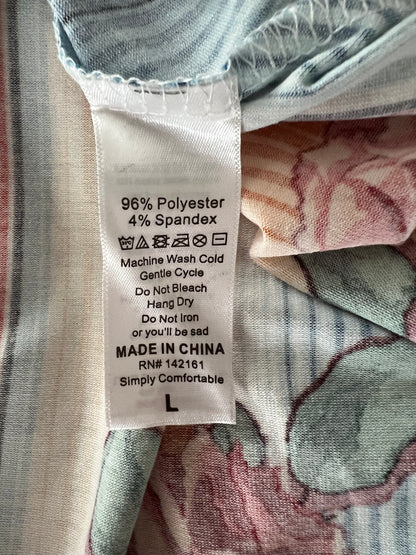 96% Polyester
4% Spandex
Machine Wash Cold
Gentle Cycle
Do Not Bleach
Hang Dry
Do Not Iron
or you'll be sad
MADE IN CHINA
RN# 142161
Simply Comfortable
L